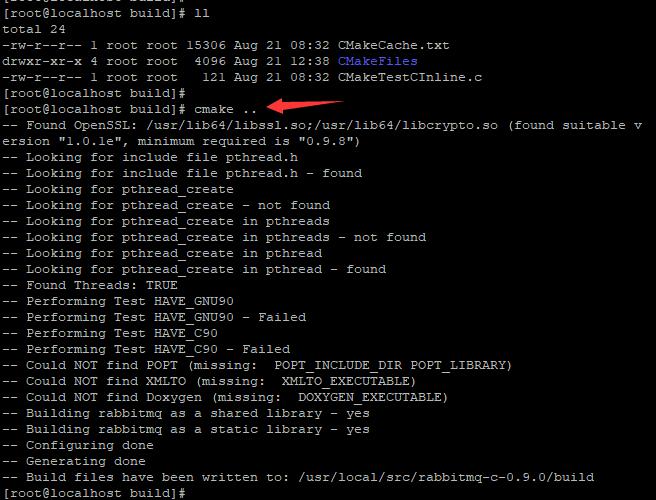 [root@localhost build]#
[root@localhost build]# ll
total 24
-rw-r--r-- 1 root root 15306 Aug 21 08:32 CMakeCache.txt
drwxr-xr-x 4 root root  4096 Aug 21 12:38 CMakeFiles
-rw-r--r-- 1 root root   121 Aug 21 08:32 CMakeTestCInline.c
[root@localhost build]#
[root@localhost build]# cmake ..
-- Found OpenSSL: /usr/lib64/libssl.so;/usr/lib64/libcrypto.so (found suitable v
ersion "1.0.1e", minimum required is "0.9.8")
-- Looking for include file pthread.h
-- Looking for include file pthread.h - found
-- Looking for pthread_create
-- Looking for pthread_create - not found
-- Looking for pthread_create in pthreads
-- Looking for pthread_create in pthreads - not found
-- Looking for pthread_create in pthread
-- Looking for pthread_create in pthread - found
-- Found Threads: TRUE
-- Performing Test HAVE_GNU90
-- Performing Test HAVE_GNU90 - Failed
-- Performing Test HAVE_C90
-- Performing Test HAVE_C90 - Failed
-- Could NOT find POPT (missing:  POPT_INCLUDE_DIR POPT_LIBRARY)
-- Could NOT find XMLTO (missing:  XMLTO_EXECUTABLE)
-- Could NOT find Doxygen (missing:  DOXYGEN_EXECUTABLE)
-- Building rabbitmq as a shared library - yes
-- Building rabbitmq as a static library - yes
-- Configuring done
-- Generating done
-- Build files have been written to: /usr/local/src/rabbitmq-c-0.9.0/build
[root@localhost build]#